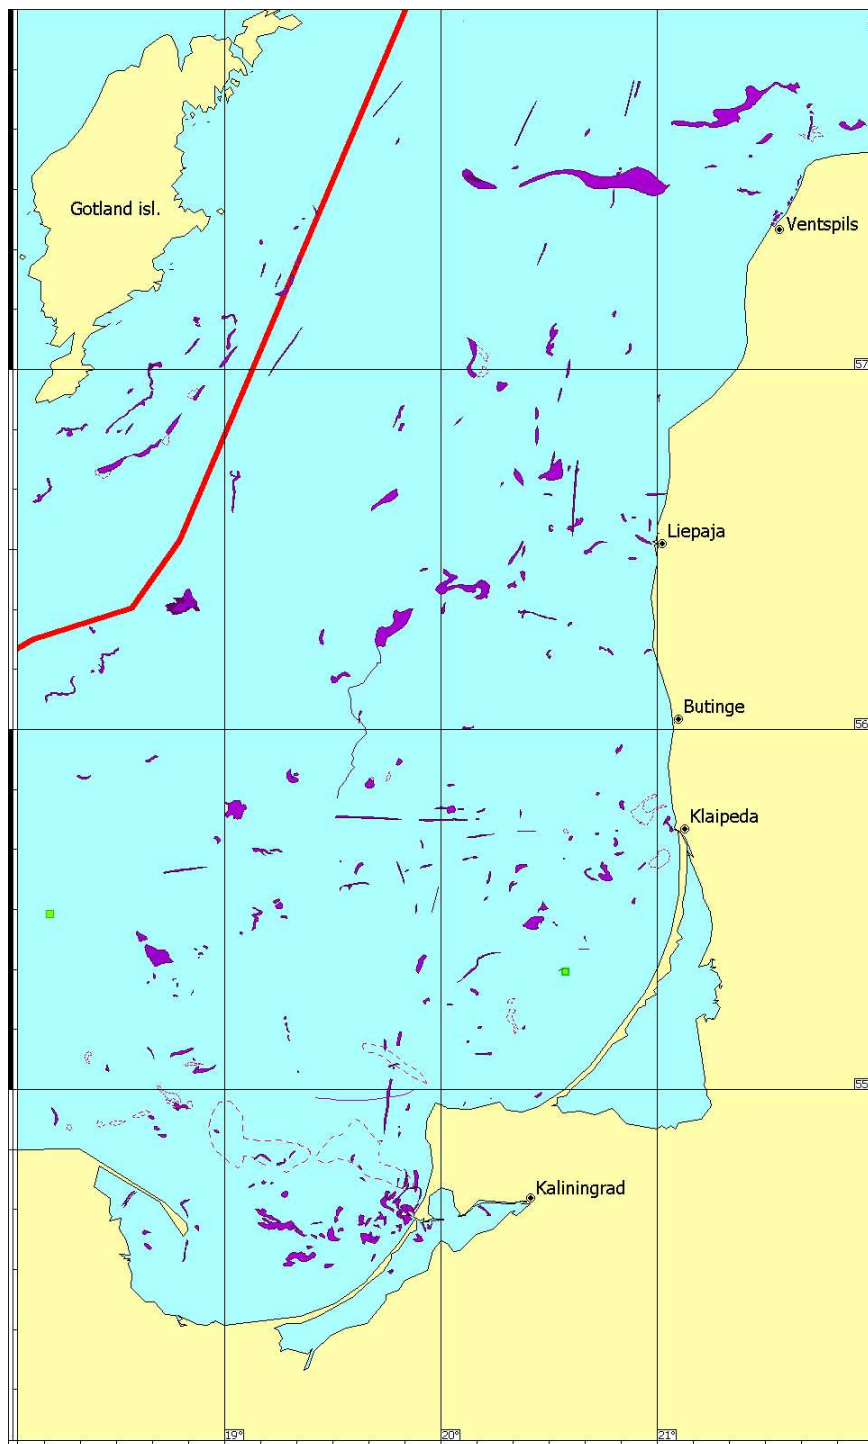 Gotland isl.
Ventspils
57
Liepaja
Butinge
56
Klaipeda
55
Kaliningrad
19°
20°
21°